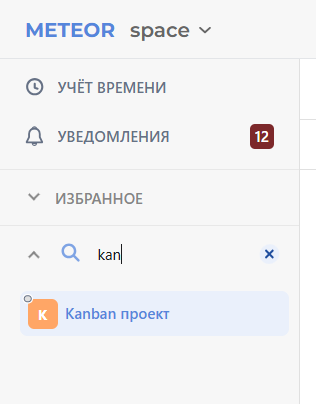 METEOR space
УЧЁТ ВРЕМЕНИ
УВЕДОМЛЕНИЯ 12
ИЗБРАННОЕ
kan
K Kanban проект